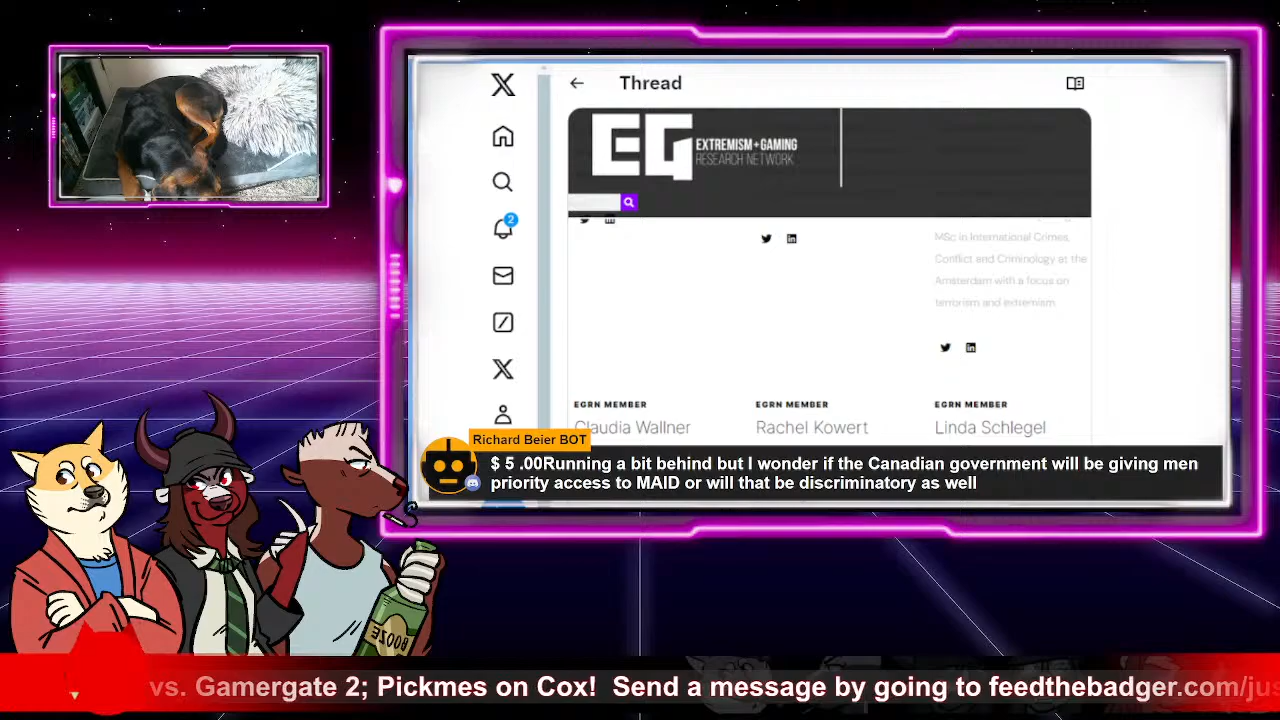 Thread
2
EG EXTREMISM+GAMING
RESEARCH NETWORK
MSc in International Crimes,
Conflict and Criminology at the
Amsterdam with a focus on
terrorism and extremism.
EGRN MEMBER EGRN MEMBER EGRN MEMBER
Claudia Wallner Rachel Kowert Linda Schlegel
Richard Beier BOT
$ 5 .00Running a bit behind but I wonder if the Canadian government will be giving men
priority access to MAID or will that be discriminatory as well
BOOZE
vs. Gamergate 2; Pickmes on Cox! Send a message by going to feedthebadger.com/jus